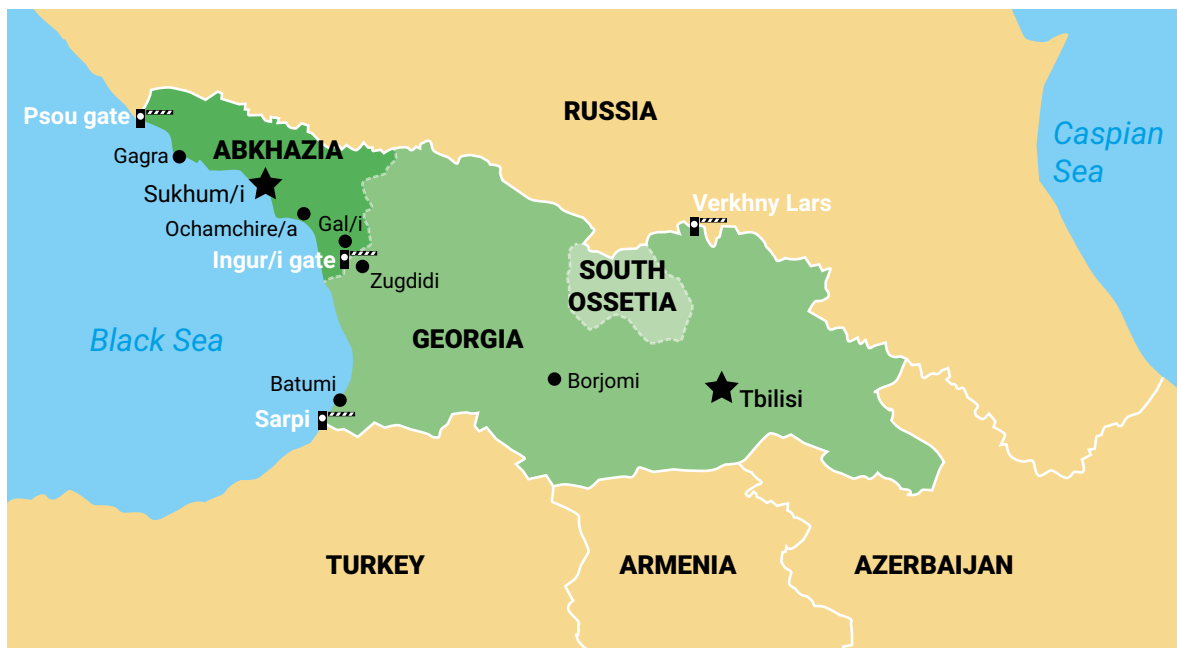 RUSSIA
Psou gate
Caspian
Sea
ABKHAZIA
Gagra
Sukhum/i
Verkhny Lars
Ochamchire/a
Gal/i
Ingur/i gate
SOUTH
OSSETIA
Zugdidi
Black Sea
GEORGIA
Batumi
Borjomi
Tbilisi
Sarpi
TURKEY
ARMENIA
AZERBAIJAN